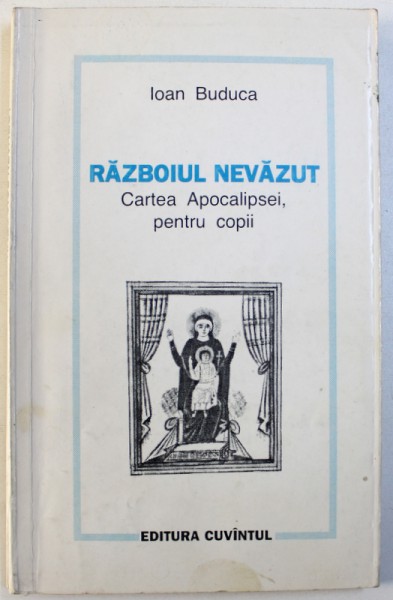 Ioan Buduca
RĂZBOIUL NEVĂZUT
Cartea Apocalipsei,
pentru copii
EDITURA CUVÎNTUL